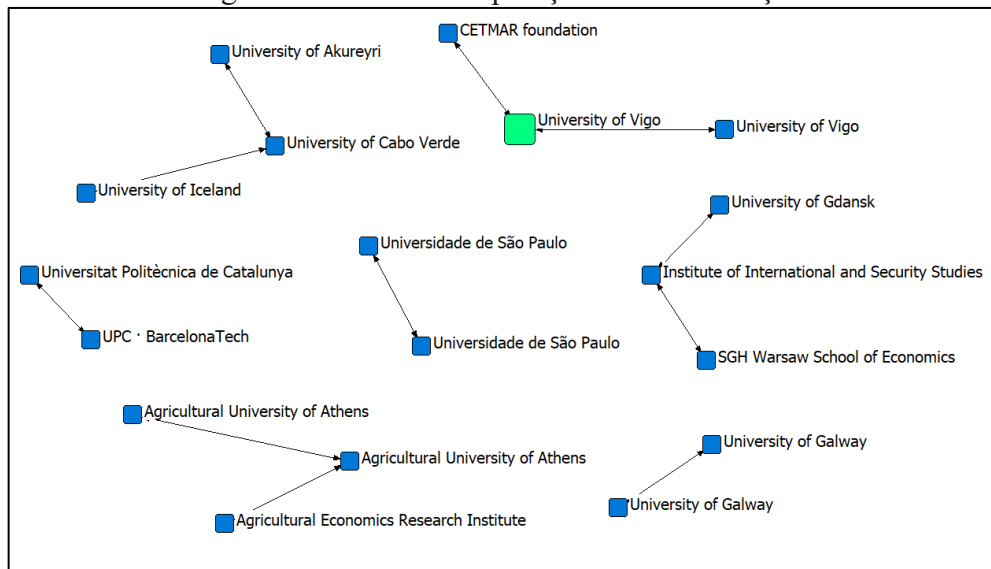 CETMAR foundation
University of Akureyri
University of Vigo
University of Vigo
University of Cabo Verde
University of Iceland
University of Gdansk
Universidade de São Paulo
Universitat Politècnica de Catalunya
Institute of International and Security Studies
UPC · BarcelonaTech
Universidade de São Paulo
SGH Warsaw School of Economics
Agricultural University of Athens
University of Galway
Agricultural University of Athens
University of Galway
Agricultural Economics Research Institute